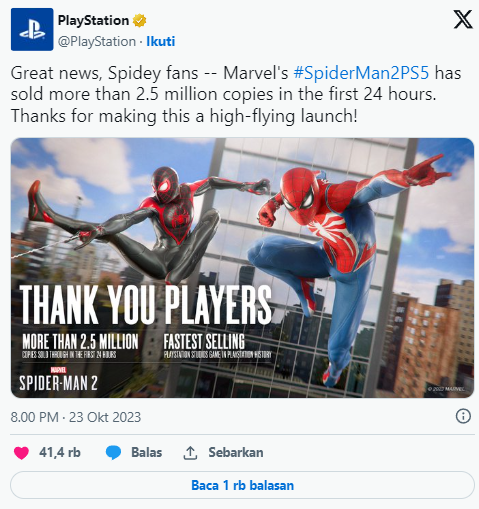 PlayStation
@PlayStation · Ikuti
Great news, Spidey fans -- Marvel's #SpiderMan2PS5 has
sold more than 2.5 million copies in the first 24 hours.
Thanks for making this a high-flying launch!
THANK YOU PLAYERS
MORE THAN 2.5 MILLION
COPIES SOLD THROUGH IN THE FIRST 24 HOURS
FASTEST SELLING
PLAYSTATION STUDIOS GAME IN PLAYSTATION HISTORY
MARVEL
SPIDER-MAN 2
© 2023 MARVEL
8.00 PM · 23 Okt 2023
41,4 rb Balas Sebarkan
Baca 1 rb balasan